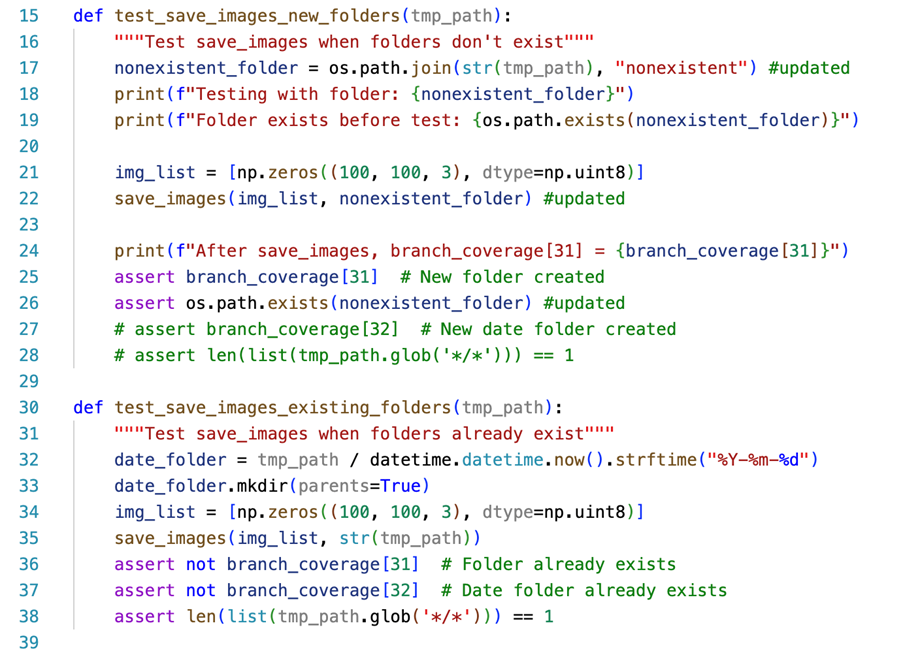 15 def test_save_images_new_folders(tmp_path):
16     """Test save_images when folders don't exist"""
17     nonexistent_folder = os.path.join(str(tmp_path), "nonexistent") #updated
18     print(f"Testing with folder: {nonexistent_folder}")
19     print(f"Folder exists before test: {os.path.exists(nonexistent_folder)}")
20
21     img_list = [np.zeros((100, 100, 3), dtype=np.uint8)]
22     save_images(img_list, nonexistent_folder) #updated
23
24     print(f"After save_images, branch_coverage[31] = {branch_coverage[31]}")
25     assert branch_coverage[31]  # New folder created
26     assert os.path.exists(nonexistent_folder) #updated
27     # assert branch_coverage[32]  # New date folder created
28     # assert len(list(tmp_path.glob('*/*'))) == 1
29
30 def test_save_images_existing_folders(tmp_path):
31     """Test save_images when folders already exist"""
32     date_folder = tmp_path / datetime.datetime.now().strftime("%Y-%m-%d")
33     date_folder.mkdir(parents=True)
34     img_list = [np.zeros((100, 100, 3), dtype=np.uint8)]
35     save_images(img_list, str(tmp_path))
36     assert not branch_coverage[31]  # Folder already exists
37     assert not branch_coverage[32]  # Date folder already exists
38     assert len(list(tmp_path.glob('*/*'))) == 1
39